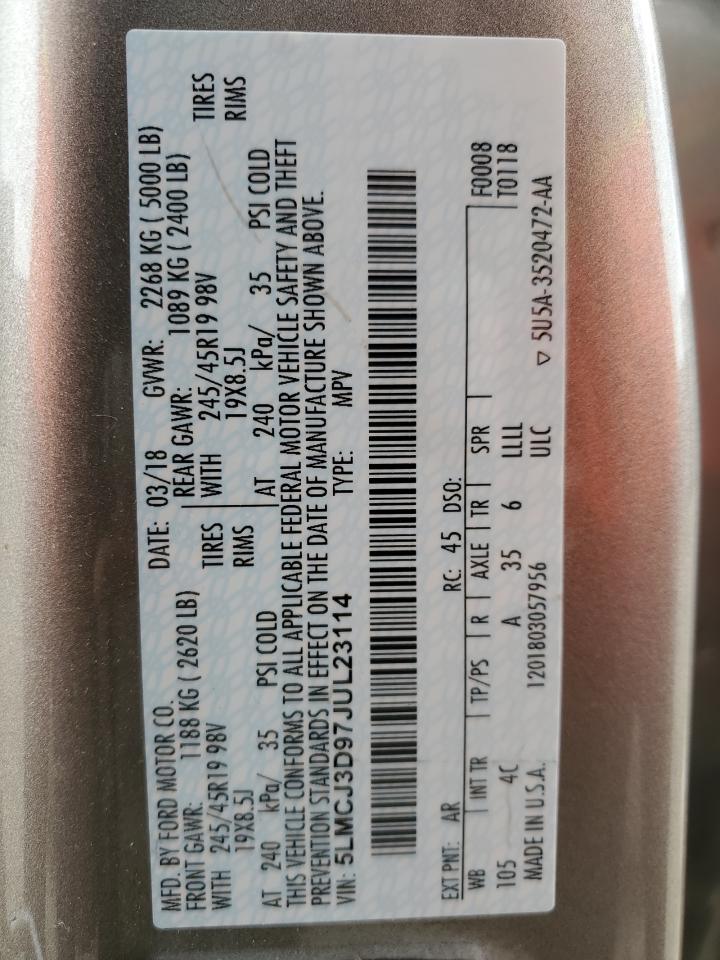 MFD. BY FORD MOTOR CO.
DATE: 03/18 GVWR: 2268 KG ( 5000 LB)
FRONT GAWR: 1188 KG ( 2620 LB)
REAR GAWR: 1089 KG ( 2400 LB)
WITH 245/45R19 98V TIRES
WITH 245/45R19 98V TIRES
19X8.5J RIMS
19X8.5J RIMS
AT 240 kPa/ 35 PSI COLD
AT 240 kPa/ 35 PSI COLD
THIS VEHICLE CONFORMS TO ALL APPLICABLE FEDERAL MOTOR VEHICLE SAFETY AND THEFT
PREVENTION STANDARDS IN EFFECT ON THE DATE OF MANUFACTURE SHOWN ABOVE.
VIN: 5LMCJ3D97JUL23114 TYPE: MPV
EXT PNT: AR RC: 45 DSO:
WB INT TR TP/PS R AXLE TR SPR F0008
105 4C A 35 6 LLLL T0118
MADE IN U.S.A. 1201803057956 ULC ▽ 5U5A-3520472-AA